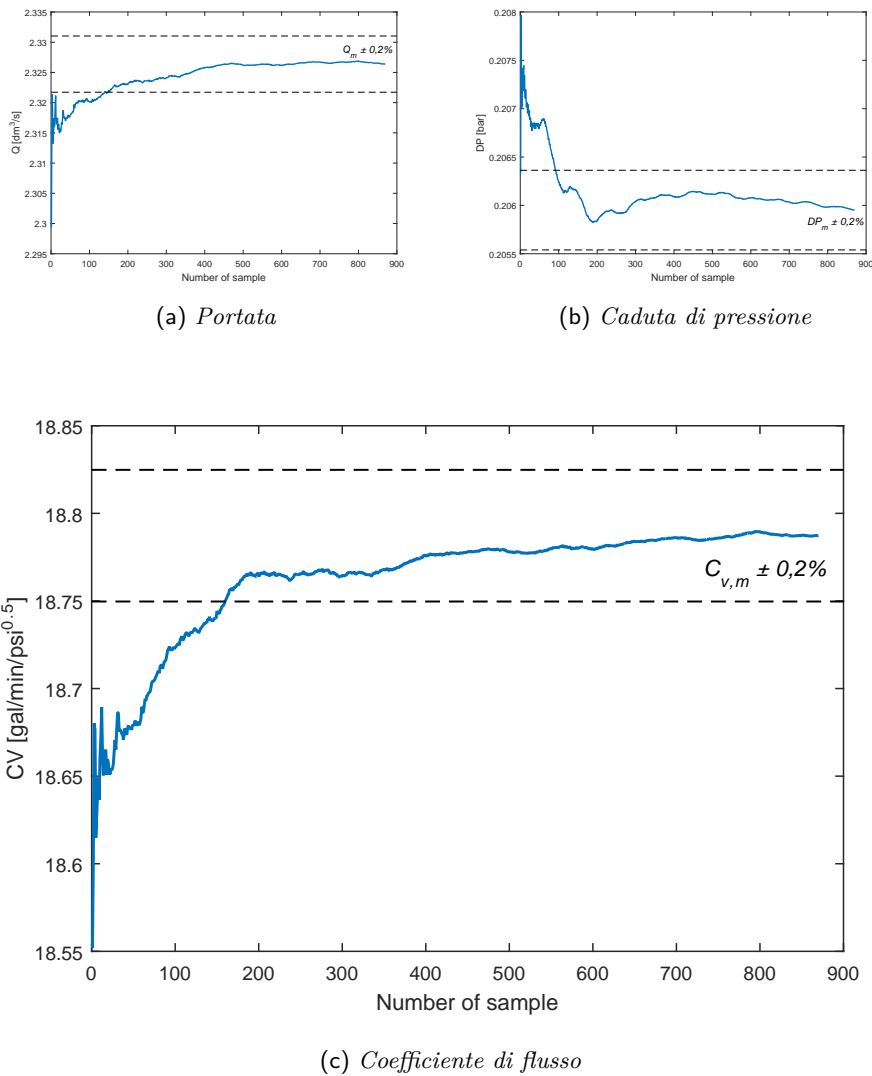 2.335
2.33
2.325
2.32
2.315
2.31
2.305
2.3
2.295
Q [dm³/s]
Q_m ± 0,2%
0 100 200 300 400 500 600 700 800 900
Number of sample
(a) Portata
0.208
0.2075
0.207
0.2065
0.206
0.2055
DP [bar]
DP_m ± 0,2%
0 100 200 300 400 500 600 700 800 900
Number of sample
(b) Caduta di pressione
18.85
18.8
18.75
18.7
18.65
18.6
18.55
CV [gal/min/psi^0.5]
C_v,m ± 0,2%
0 100 200 300 400 500 600 700 800 900
Number of sample
(c) Coefficiente di flusso